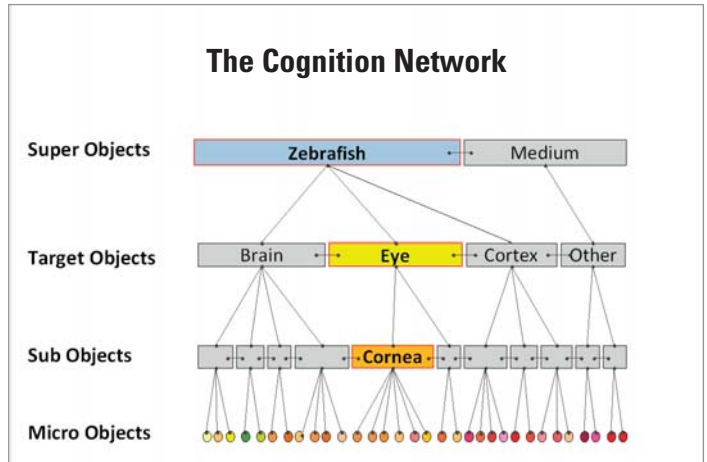 The Cognition Network
Super Objects Zebrafish Medium
Target Objects Brain Eye Cortex Other
Sub Objects Cornea
Micro Objects